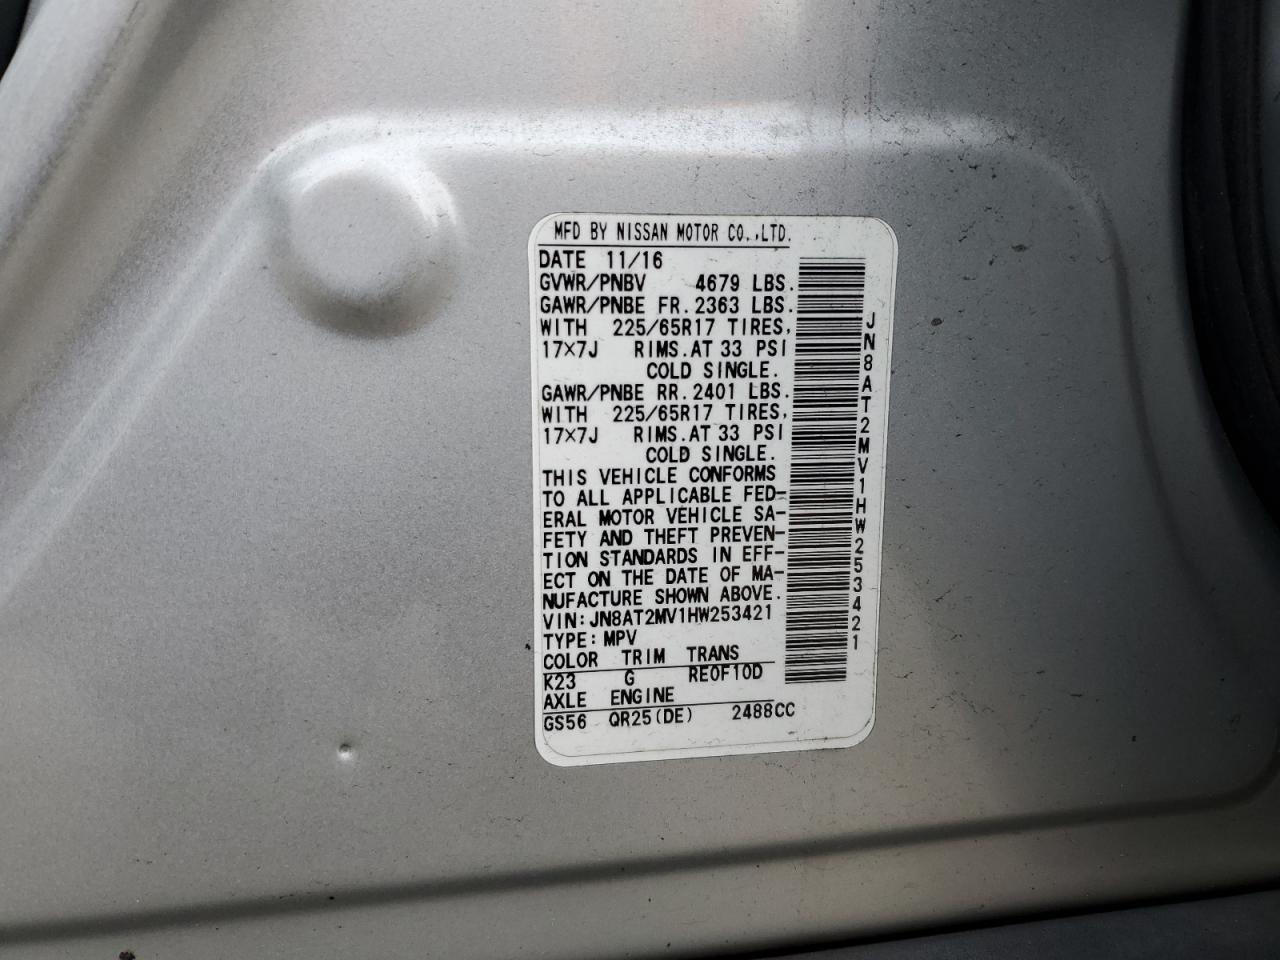 MFD BY NISSAN MOTOR CO.,LTD.
DATE 11/16
GVWR/PNBV 4679 LBS.
GAWR/PNBE FR.2363 LBS.
WITH 225/65R17 TIRES,
17×7J RIMS.AT 33 PSI
COLD SINGLE.
GAWR/PNBE RR.2401 LBS.
WITH 225/65R17 TIRES,
17×7J RIMS.AT 33 PSI
COLD SINGLE.
THIS VEHICLE CONFORMS
TO ALL APPLICABLE FED-
ERAL MOTOR VEHICLE SA-
FETY AND THEFT PREVEN-
TION STANDARDS IN EFF-
ECT ON THE DATE OF MA-
NUFACTURE SHOWN ABOVE.
VIN:JN8AT2MV1HW253421
TYPE:MPV
COLOR TRIM TRANS
K23 G RE0F10D
AXLE ENGINE
GS56 QR25(DE) 2488CC
JN8AT2MV1HW253421